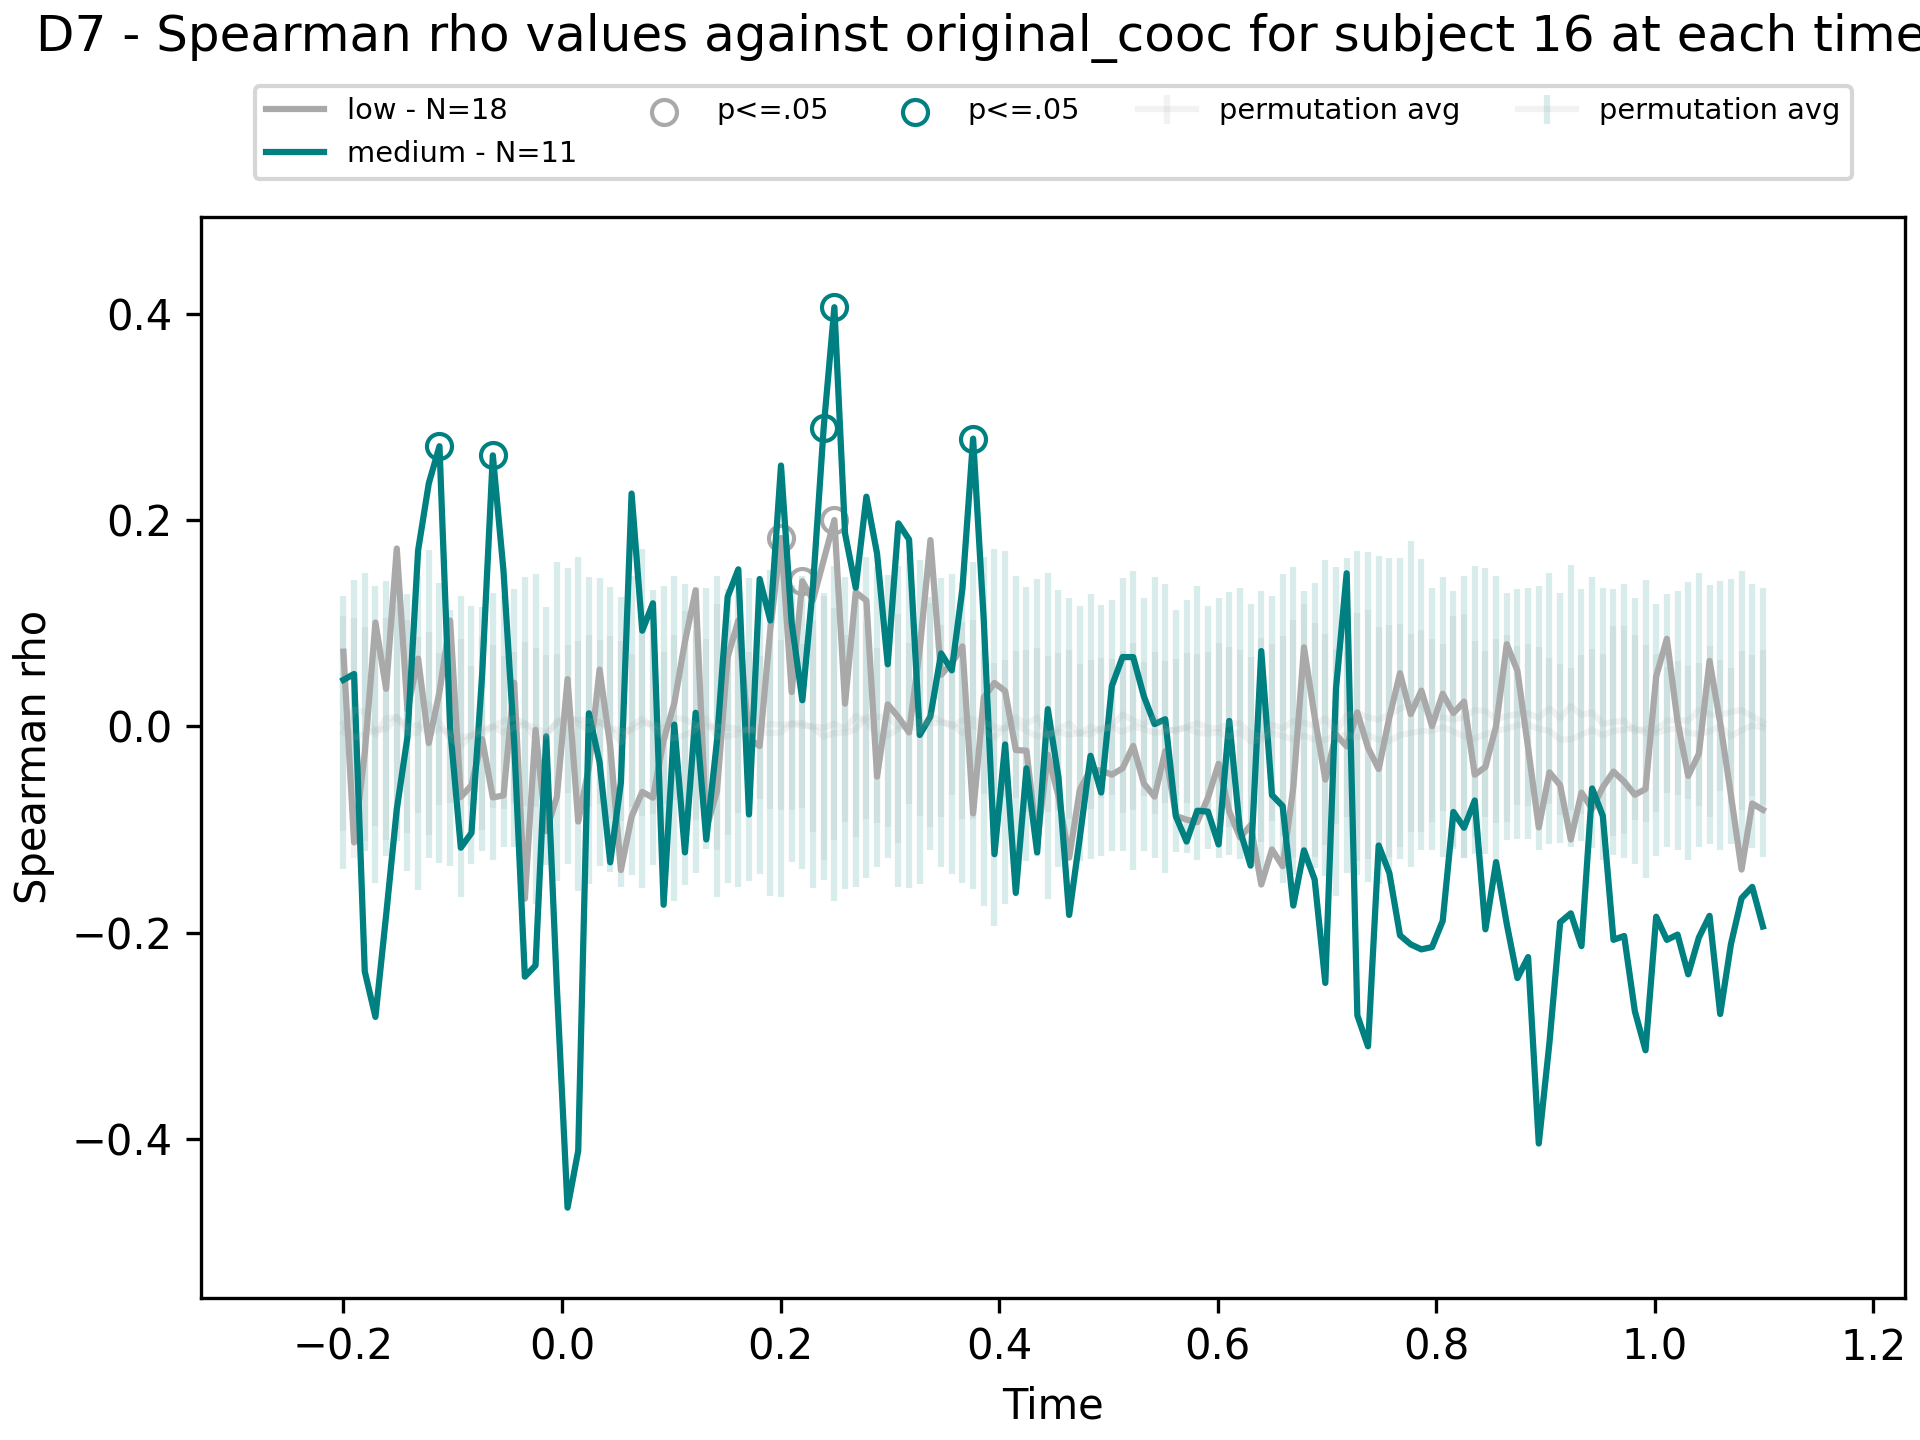 D7 - Spearman rho values against original_cooc for subject 16 at each time
low - N=18 p<=.05 p<=.05 permutation avg permutation avg
medium - N=11
0.4
0.2
0.0
−0.2
−0.4
Spearman rho
−0.2 0.0 0.2 0.4 0.6 0.8 1.0 1.2
Time